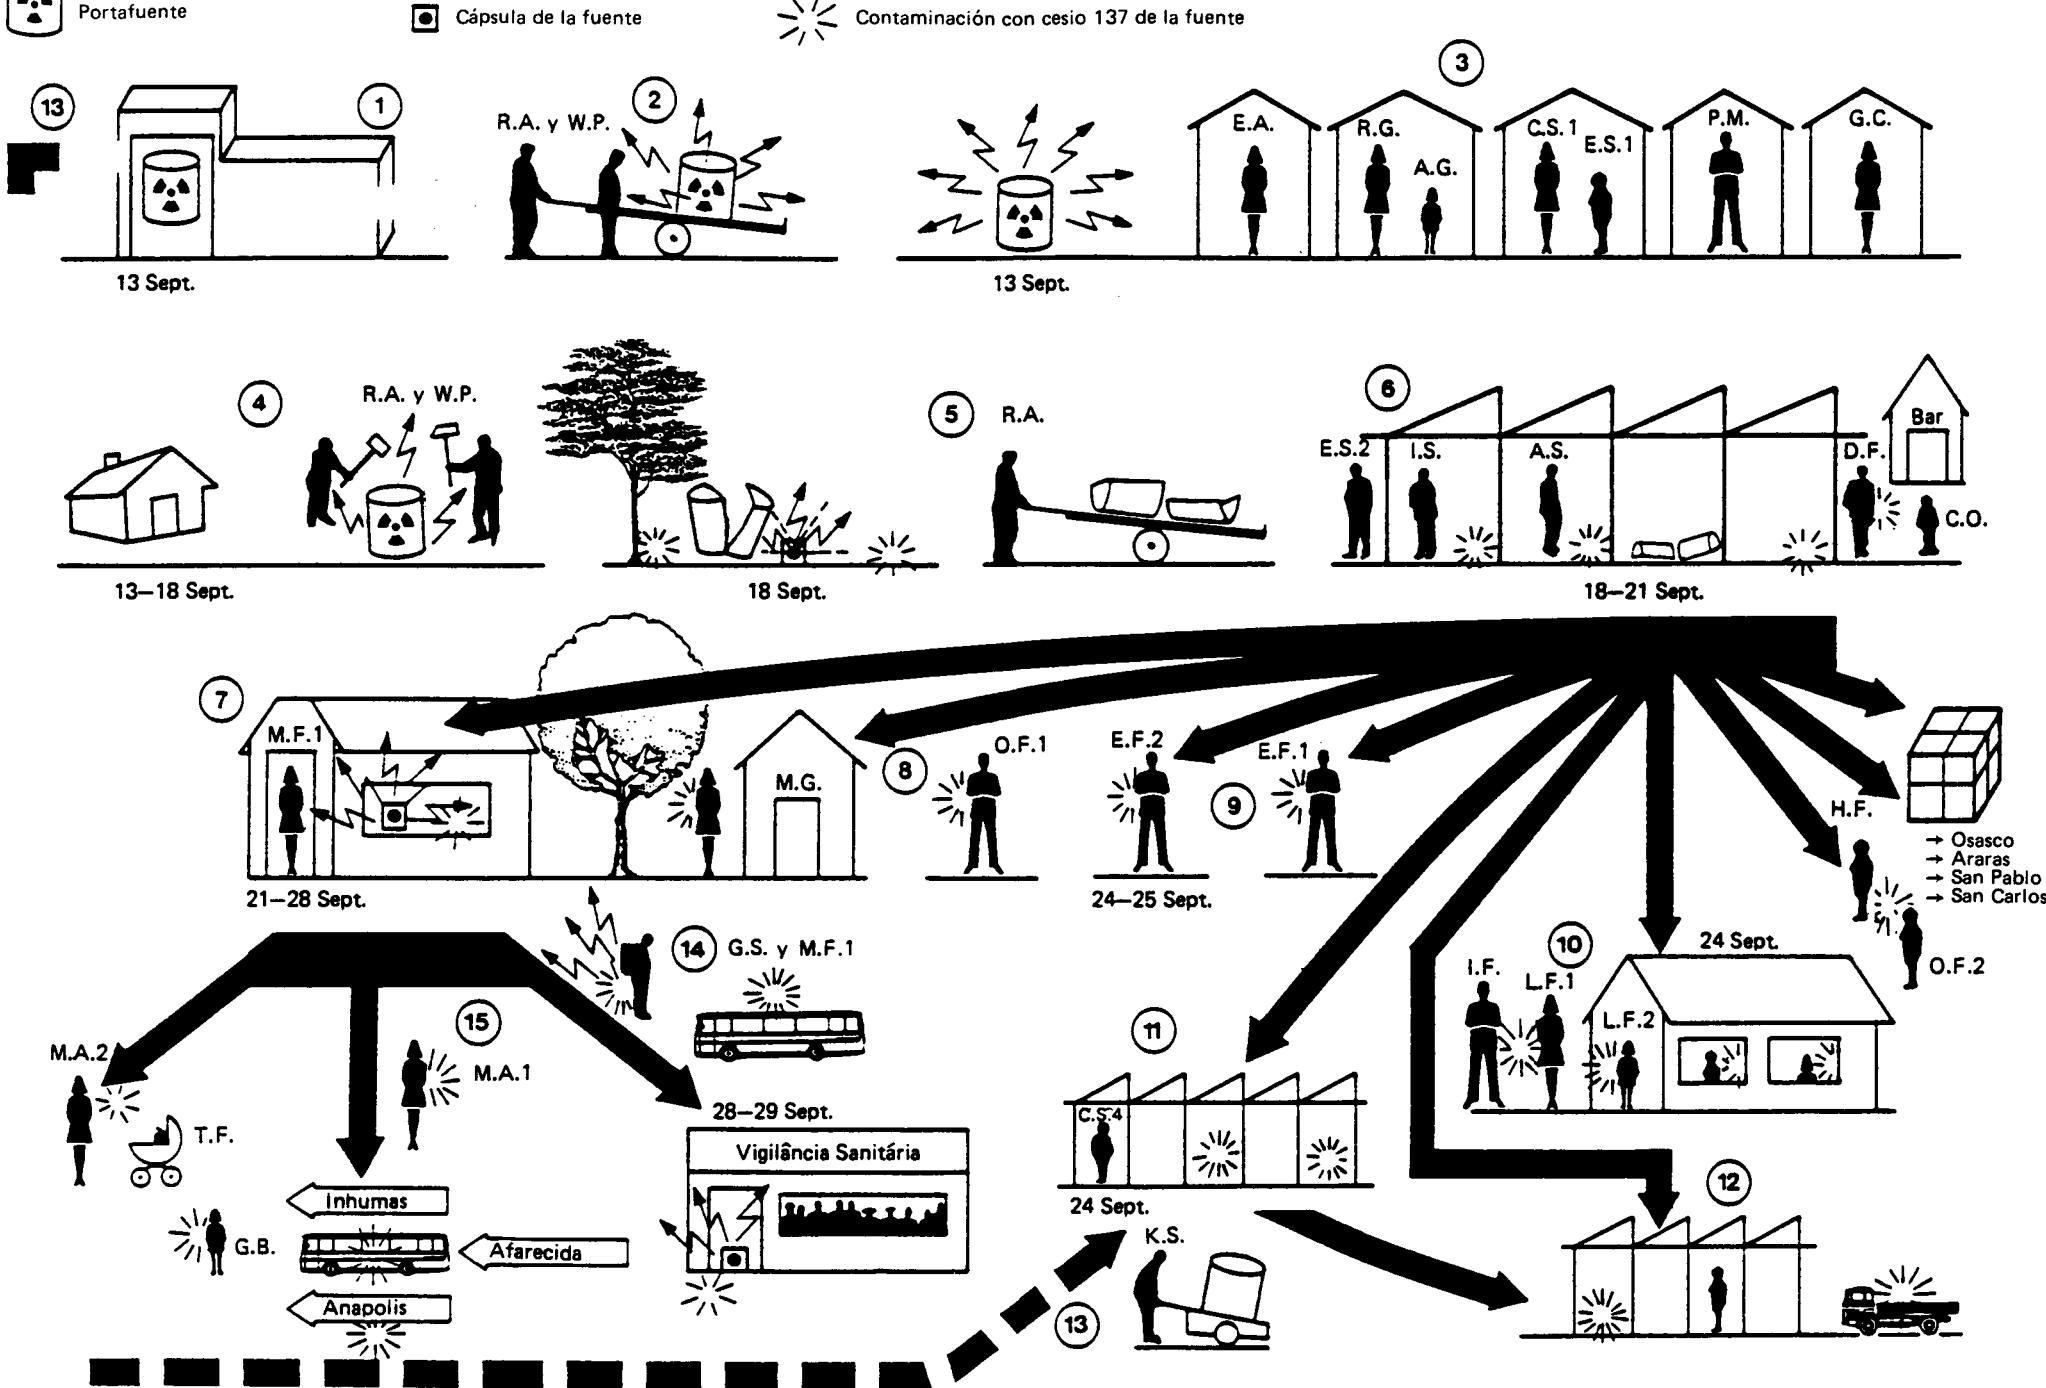 Portafuente
Cápsula de la fuente
Contaminación con cesio 137 de la fuente
13
1
13 Sept.
R.A. y W.P.
2
13 Sept.
3
E.A.
R.G.
A.G.
C.S.1
E.S.1
P.M.
G.C.
4
R.A. y W.P.
13–18 Sept.
18 Sept.
5
R.A.
6
E.S.2
I.S.
A.S.
D.F.
Bar
C.O.
18–21 Sept.
7
M.F.1
M.G.
21–28 Sept.
8
O.F.1
E.F.2
9
E.F.1
24–25 Sept.
H.F.
→ Osasco
→ Araras
→ San Pablo
→ San Carlos
O.F.2
10
24 Sept.
I.F.
L.F.1
L.F.2
14
G.S. y M.F.1
15
M.A.2
M.A.1
T.F.
G.B.
Inhumas
Afarecida
Anapolis
28–29 Sept.
Vigilância Sanitária
11
C.S.4
24 Sept.
12
K.S.
13